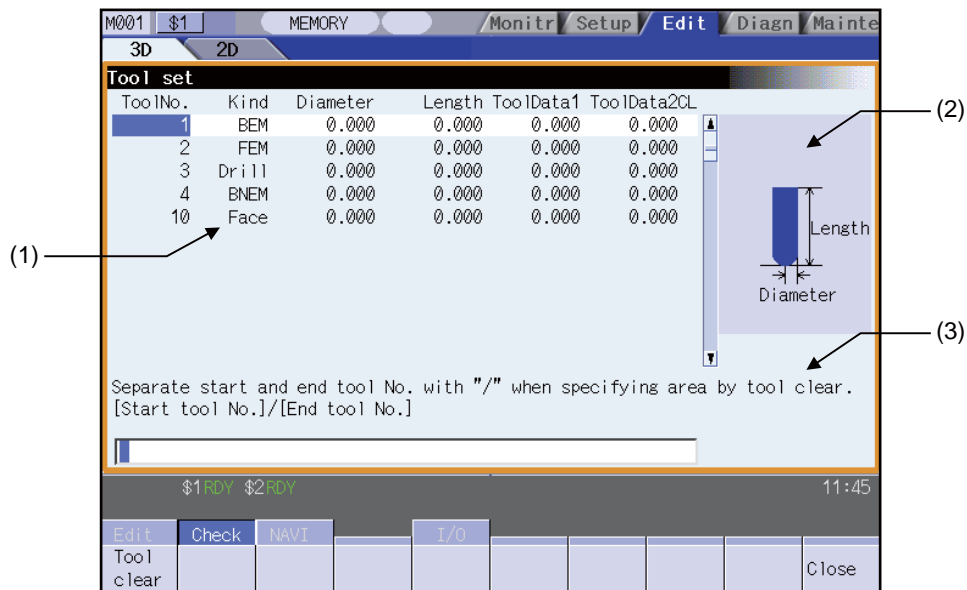 M001 $1 MEMORY Monitr Setup Edit Diagn Mainte
3D 2D
Tool set
ToolNo. Kind Diameter Length ToolData1 ToolData2CL
1 BEM 0.000 0.000 0.000 0.000
2 FEM 0.000 0.000 0.000 0.000
3 Drill 0.000 0.000 0.000 0.000
4 BNEM 0.000 0.000 0.000 0.000
10 Face 0.000 0.000 0.000 0.000
(1)
(2)
Length
Diameter
(3)
Separate start and end tool No. with "/" when specifying area by tool clear.
[Start tool No.]/[End tool No.]
$1 RDY $2 RDY 11:45
Edit Check NAVI I/O
Tool
clear
Close